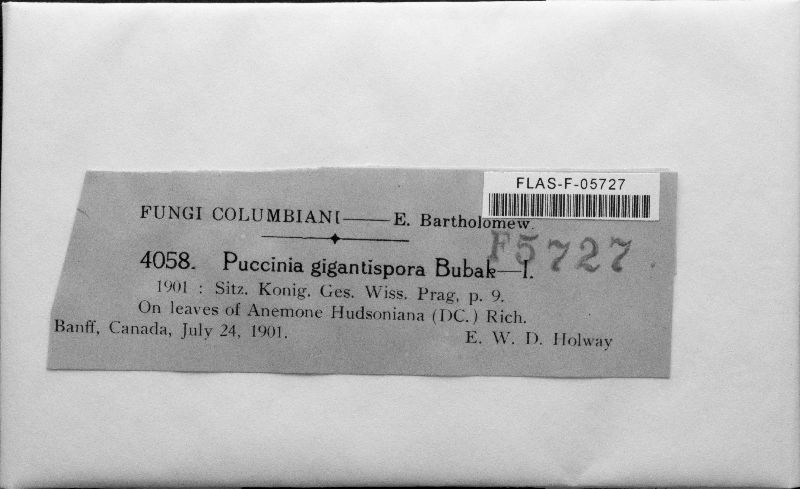 FLAS-F-05727
FUNGI COLUMBIANI—E. Bartholomew.
F5727
4058. Puccinia gigantispora Bubak—I.
1901 : Sitz. Konig. Ges. Wiss. Prag, p. 9.
On leaves of Anemone Hudsoniana (DC.) Rich.
Banff, Canada, July 24, 1901.
E. W. D. Holway